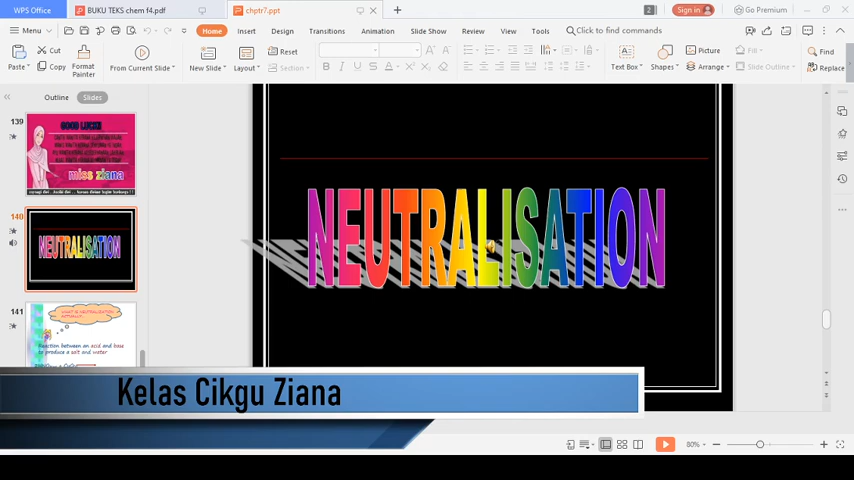 WPS Office
BUKU TEKS chem f4.pdf
chptr7.ppt
2
Sign in
Go Premium
Menu
Home
Insert
Design
Transitions
Animation
Slide Show
Review
View
Tools
Click to find commands
Paste
Cut
Copy
Format
Painter
From Current Slide
New Slide
Layout
Reset
Section
Text Box
Shapes
Picture
Arrange
Fill
Slide Outline
Find
Replace
Outline
Slides
139
GOOD LUCK!!
miss ziana
140
NEUTRALISATION
141
Reaction between an acid and base
to produce a salt and water
NEUTRALISATION
Kelas Cikgu Ziana
80%